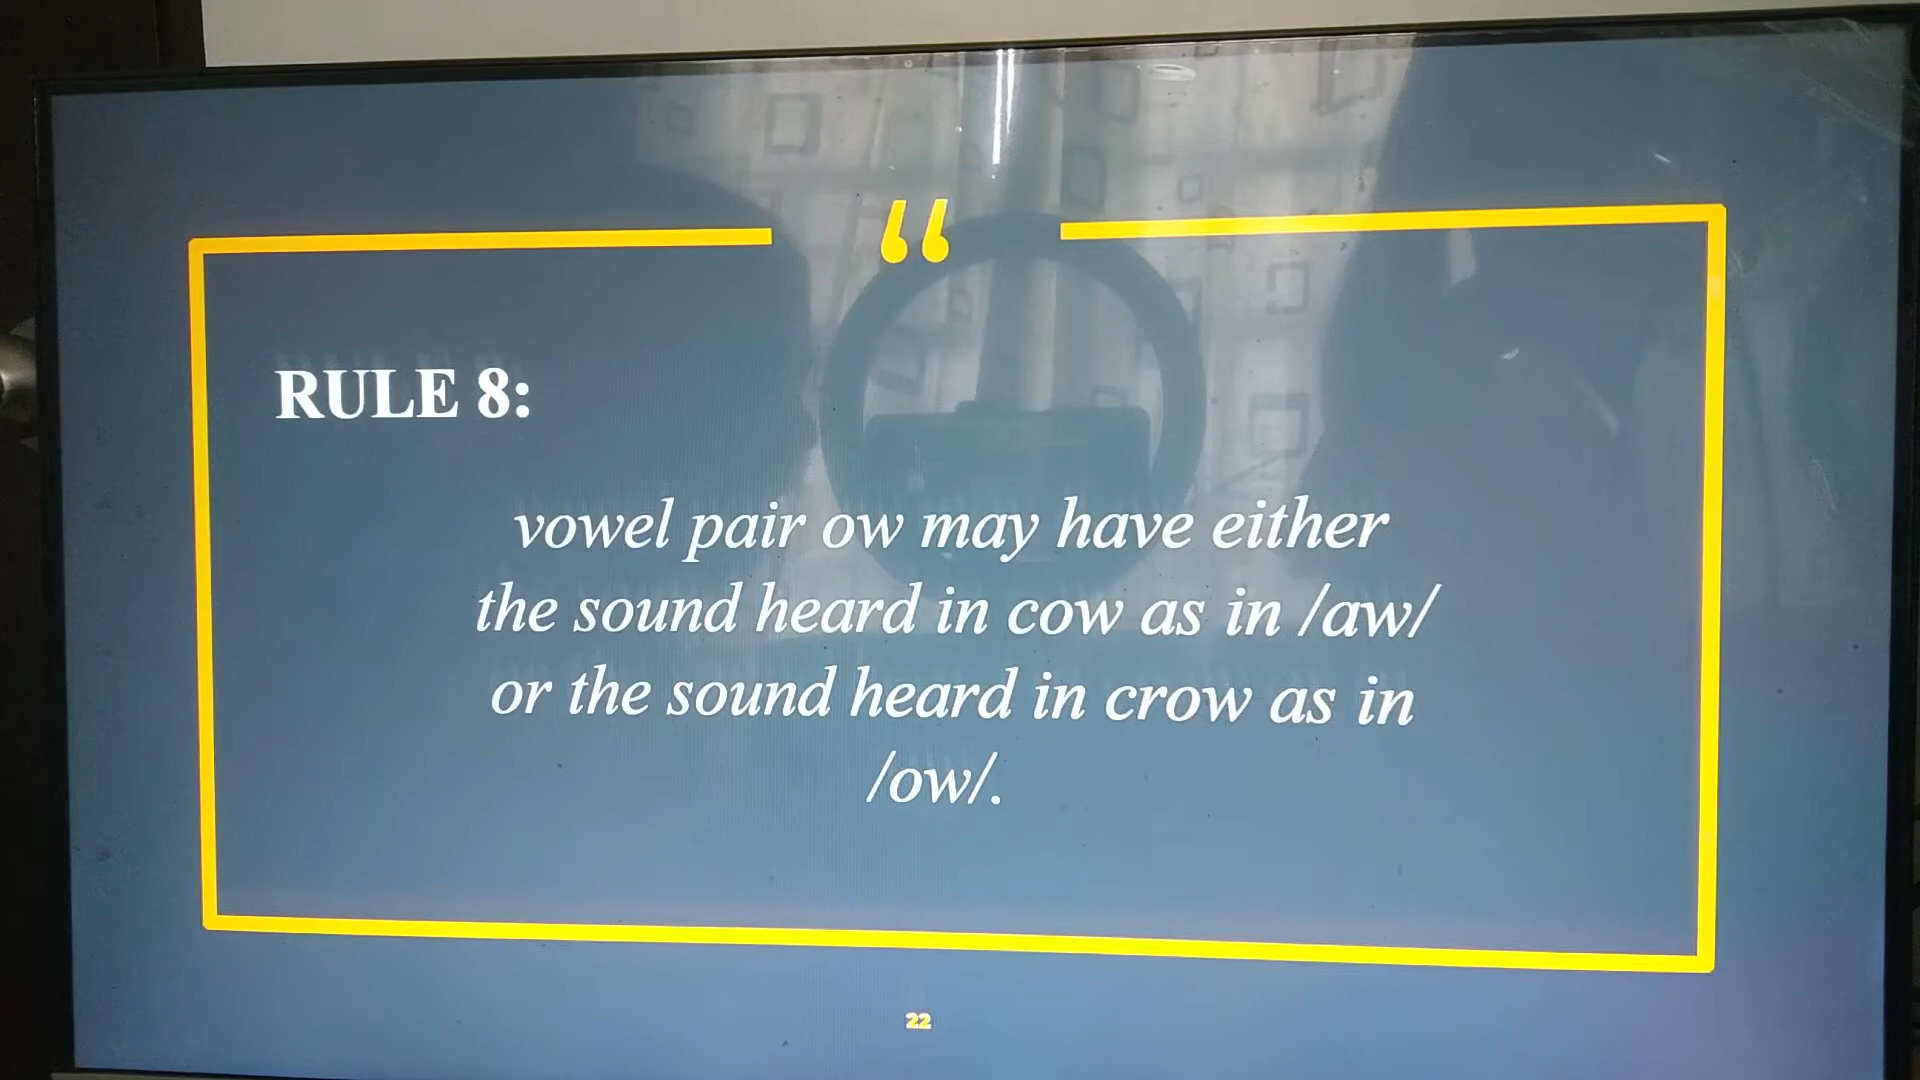 “
RULE 8:
vowel pair ow may have either
the sound heard in cow as in /aw/
or the sound heard in crow as in
/ow/.
22